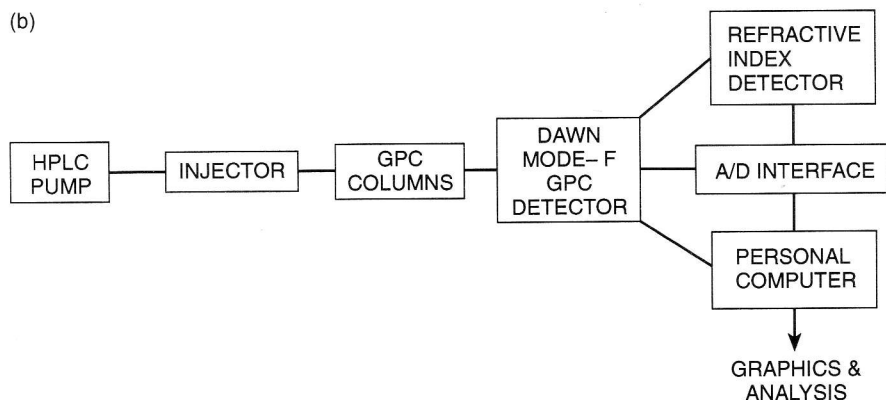 (b)
HPLC
PUMP
INJECTOR
GPC
COLUMNS
DAWN
MODE– F
GPC
DETECTOR
REFRACTIVE
INDEX
DETECTOR
A/D INTERFACE
PERSONAL
COMPUTER
GRAPHICS &
ANALYSIS